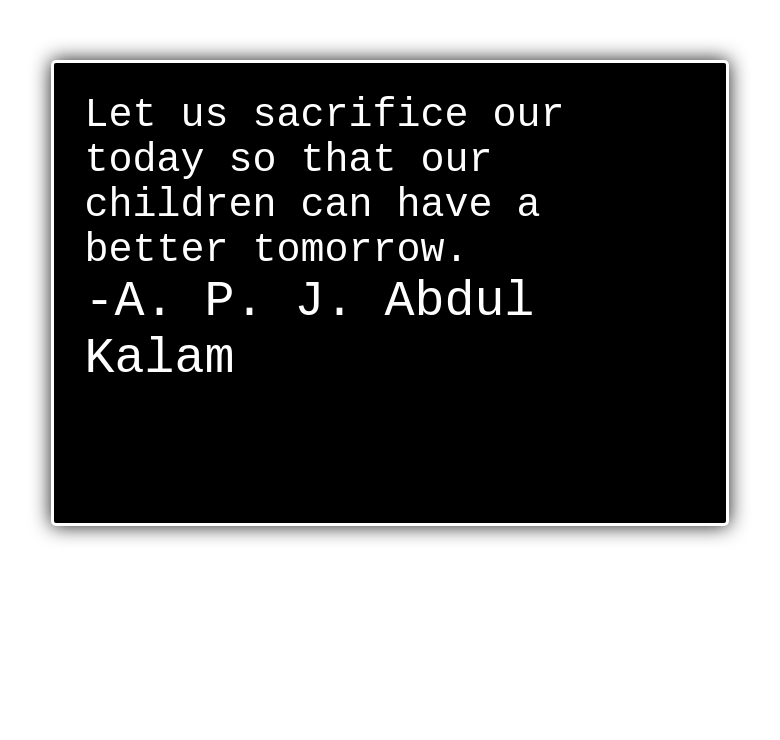 Let us sacrifice our
today so that our
children can have a
better tomorrow.
-A. P. J. Abdul
Kalam